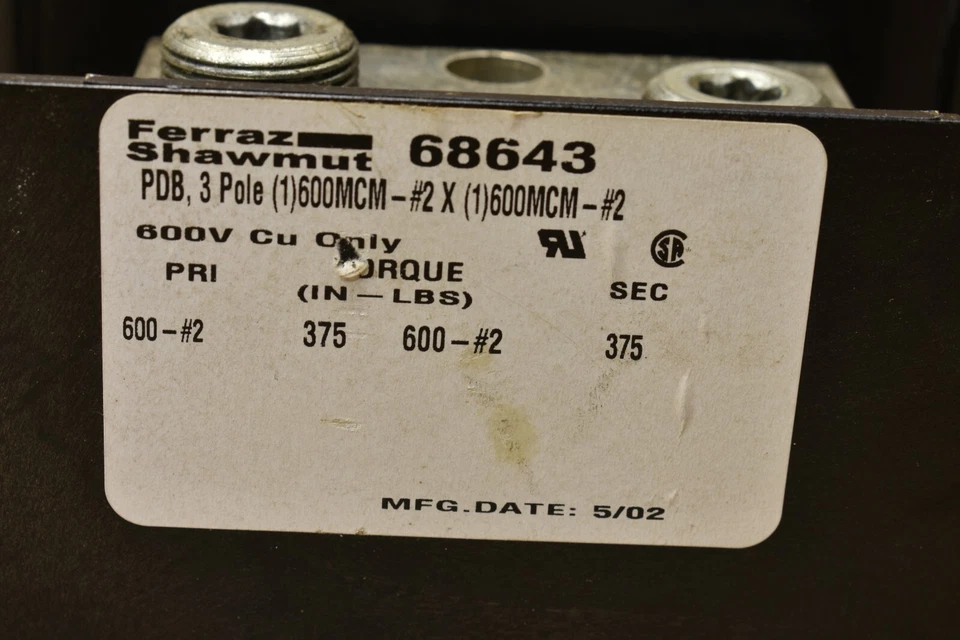 Ferraz
Shawmut 68643
PDB, 3 Pole (1)600MCM-#2 X (1)600MCM-#2
600V Cu Only
PRI TORQUE SEC
(IN-LBS)
600-#2 375 600-#2 375
MFG.DATE: 5/02